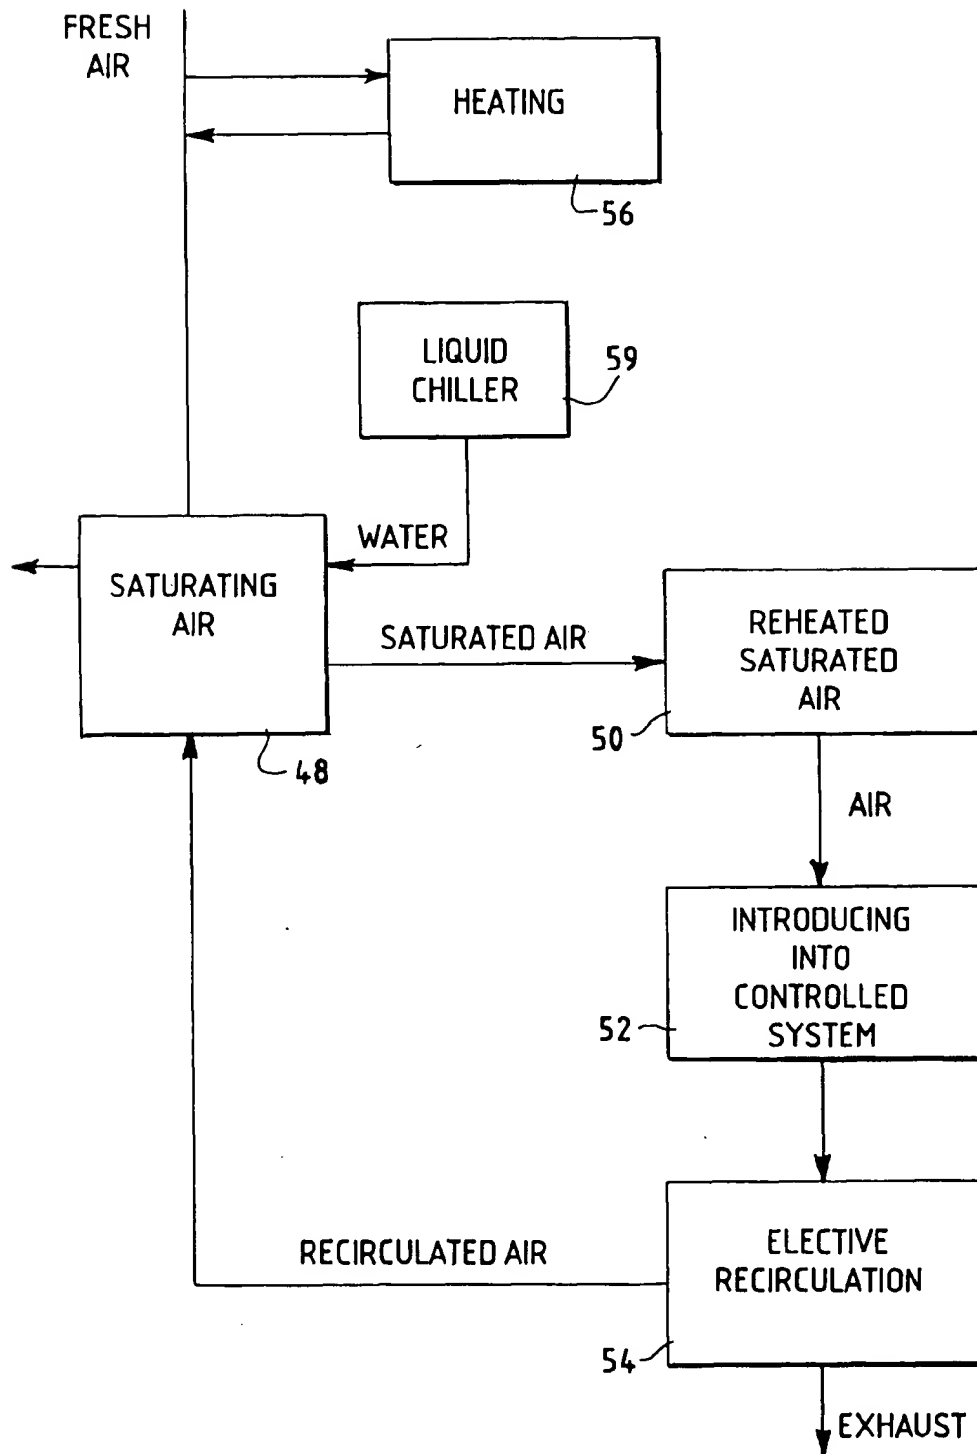 FRESH
AIR
HEATING
56
LIQUID
CHILLER
59
WATER
SATURATING
AIR
48
SATURATED AIR
REHEATED
SATURATED
AIR
50
AIR
INTRODUCING
INTO
CONTROLLED
SYSTEM
52
RECIRCULATED AIR
ELECTIVE
RECIRCULATION
54
EXHAUST